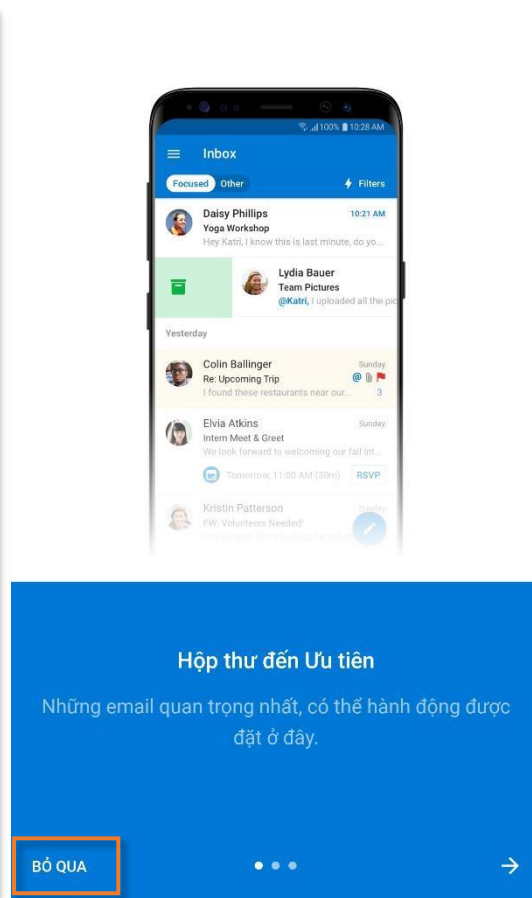 100% 10:28 AM
Inbox
Focused Other Filters
Daisy Phillips 10:21 AM
Yoga Workshop
Hey Katri, I know this is last minute, do yo...
Lydia Bauer
Team Pictures
@Katri, I uploaded all the pic
Yesterday
Colin Ballinger Sunday
Re: Upcoming Trip @
I found these restaurants near our... 3
Elvia Atkins Sunday
Intern Meet & Greet
We look forward to welcoming our fall int...
Tomorrow, 11:00 AM (30m) RSVP
Kristin Patterson Sunday
FW: Volunteers Needed!
Hộp thư đến Ưu tiên
Những email quan trọng nhất, có thể hành động được
đặt ở đây.
BỎ QUA